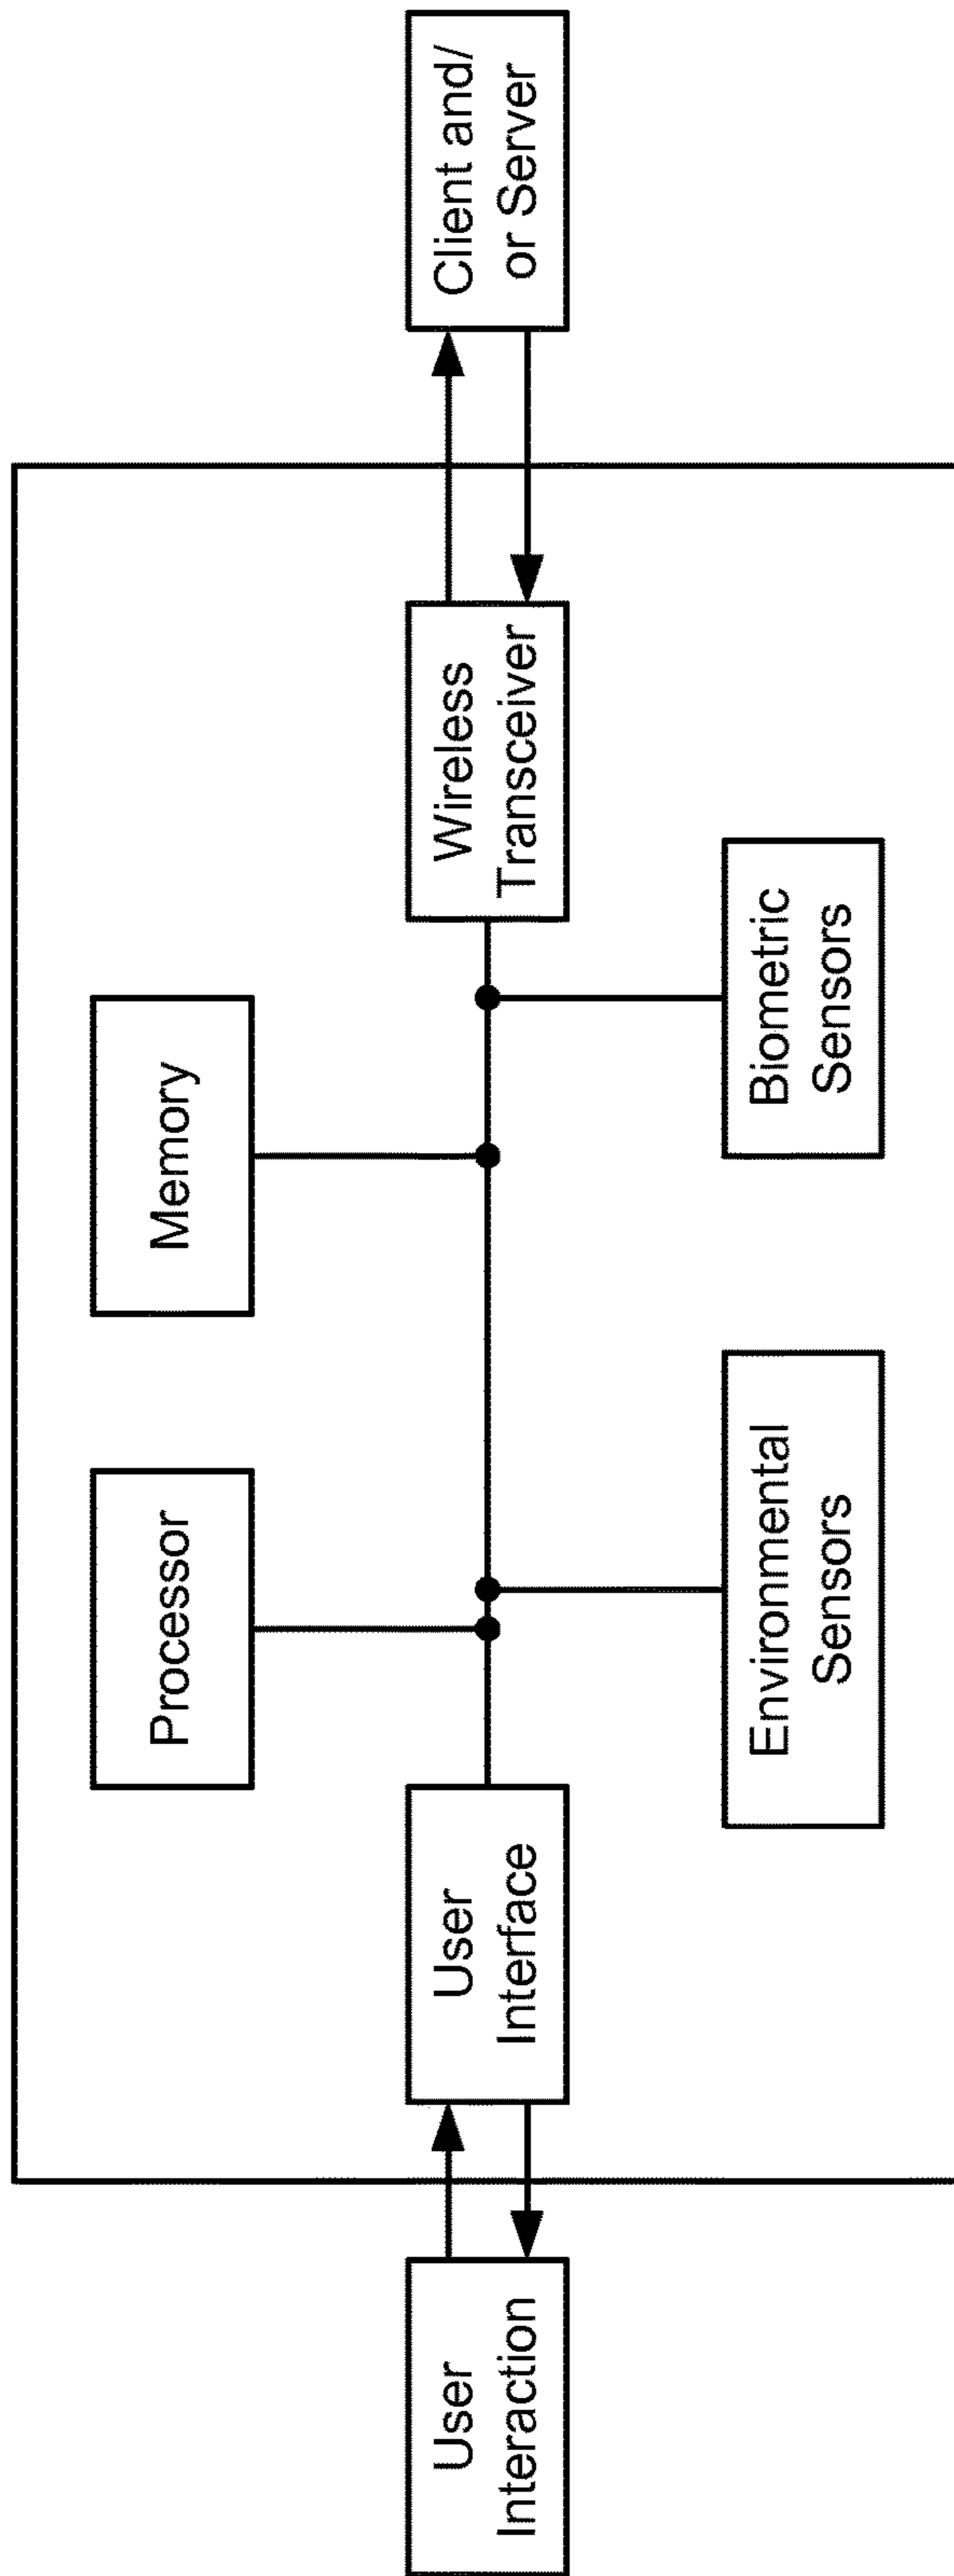 Processor
Memory
User
Interaction
User
Interface
Wireless
Transceiver
Client and/
or Server
Environmental
Sensors
Biometric
Sensors